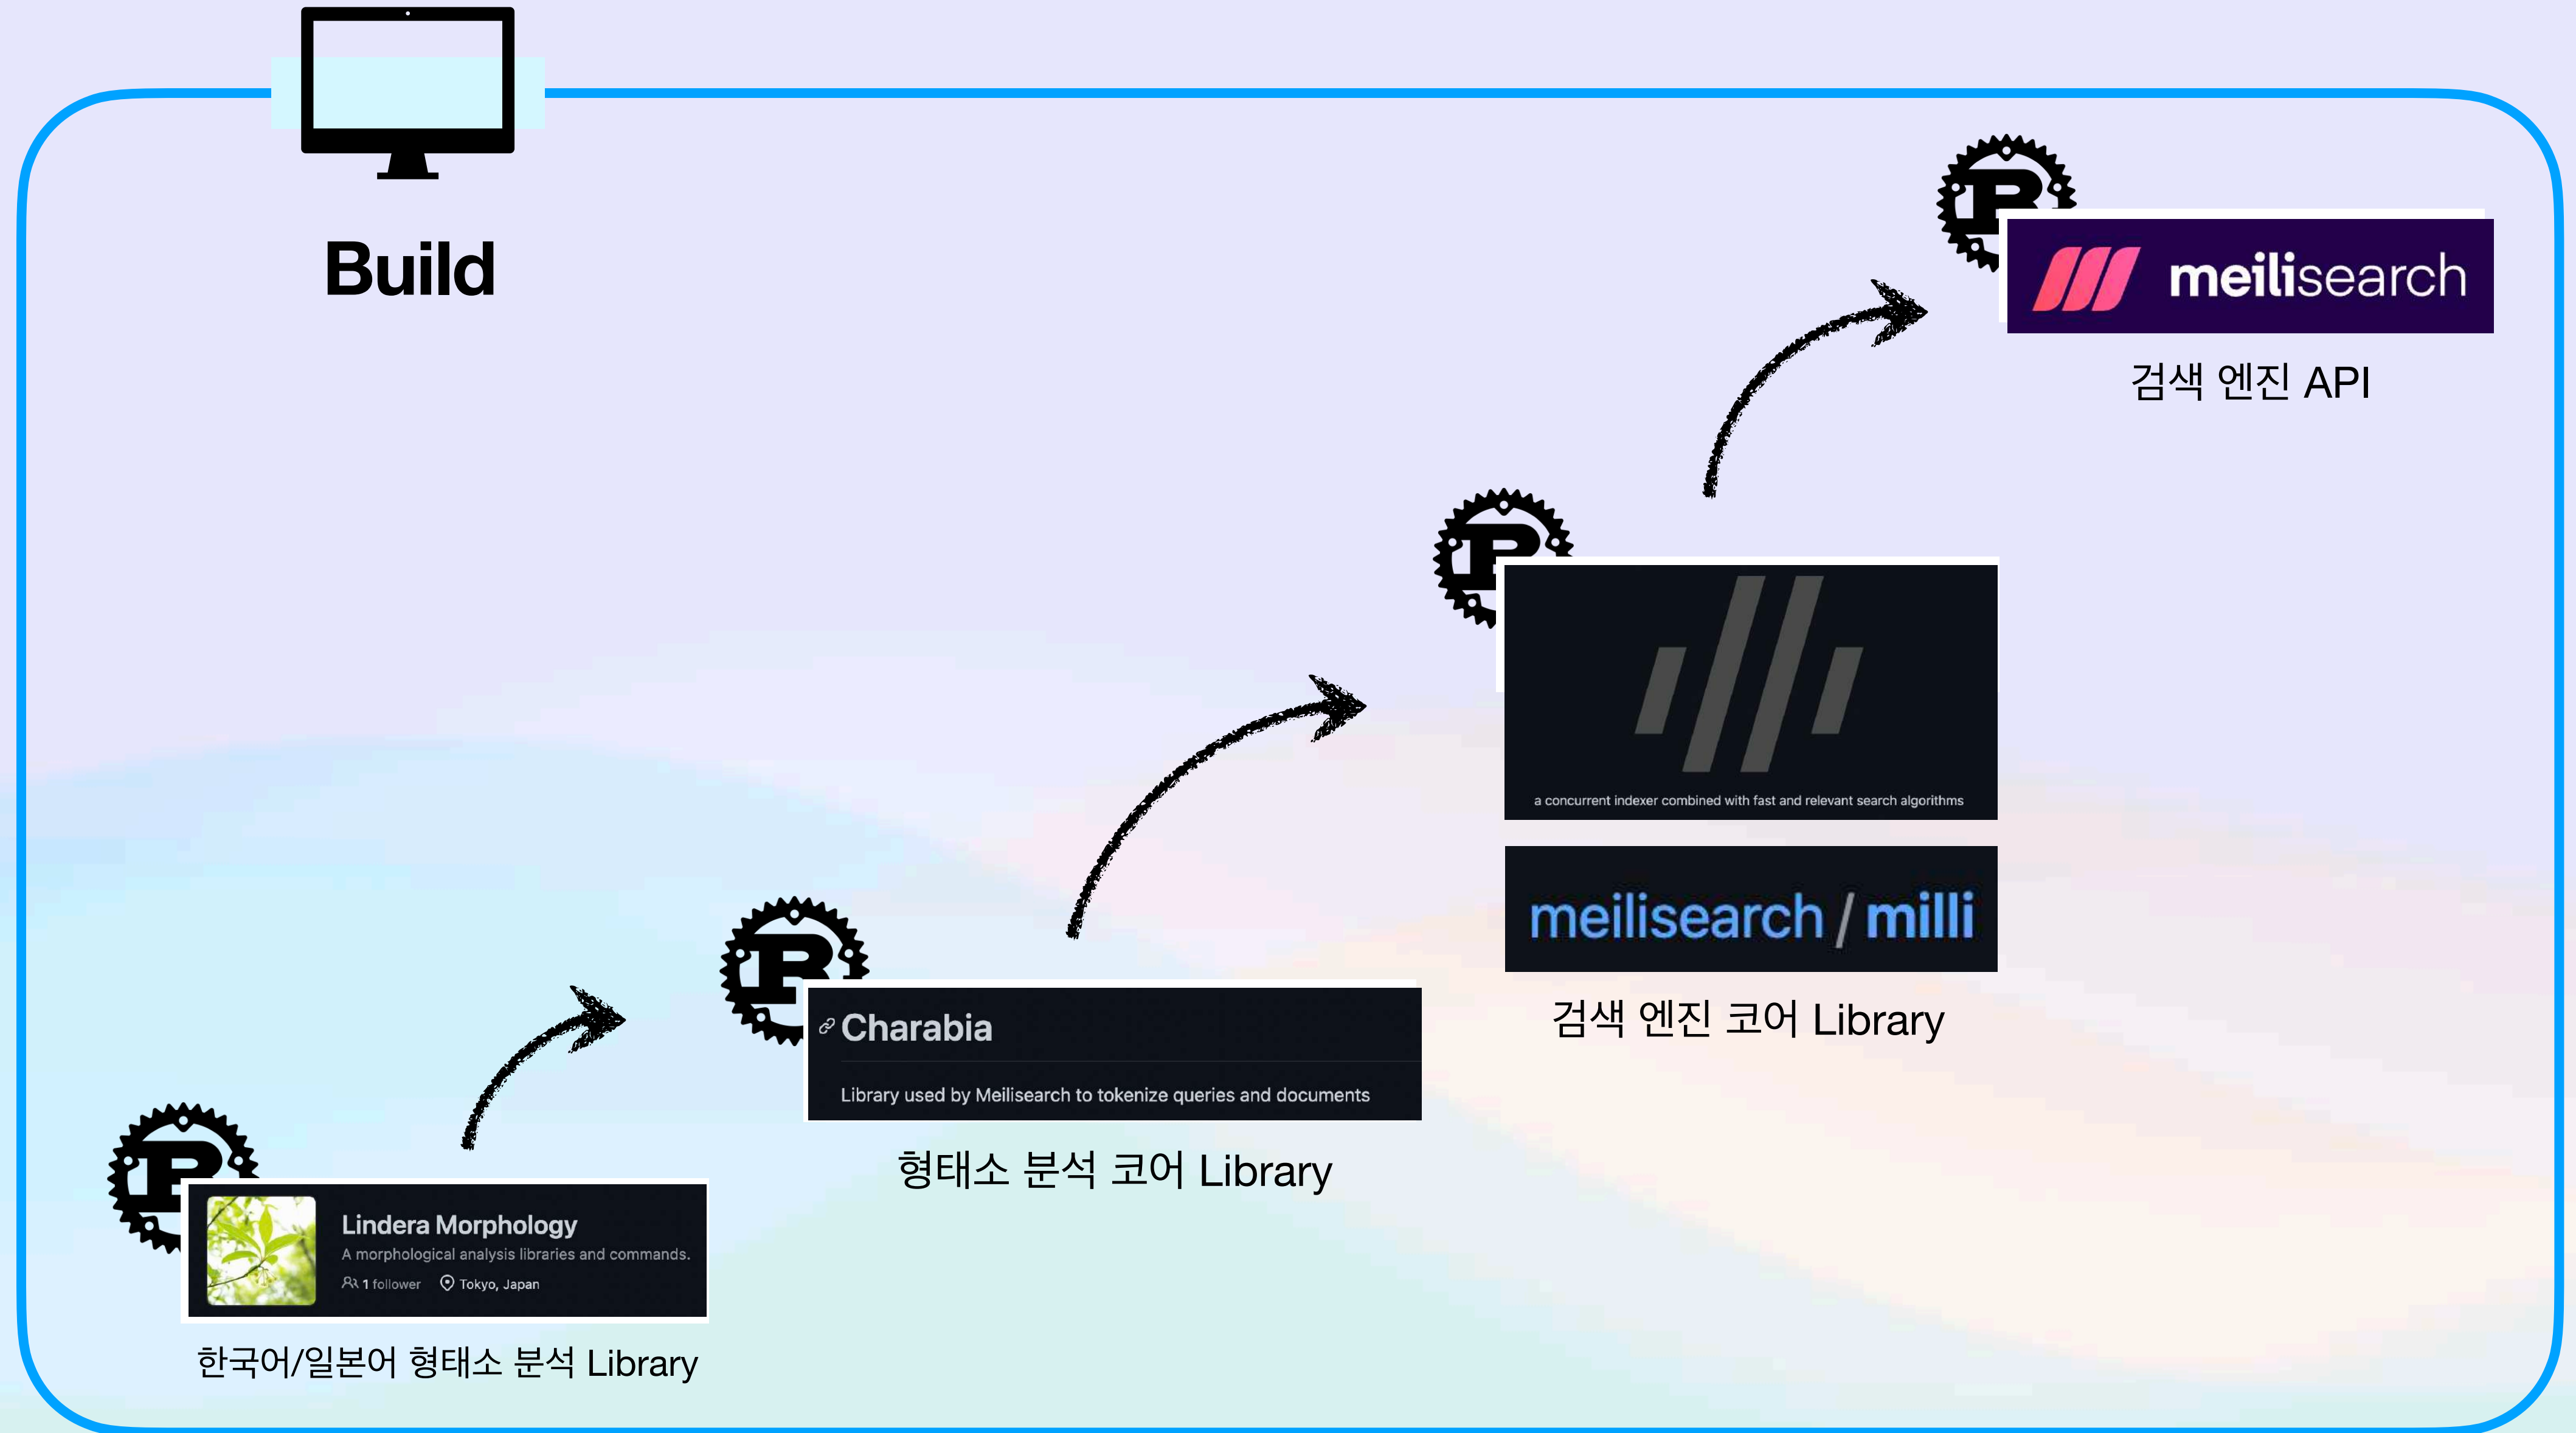 Build
meilisearch
검색 엔진 API
a concurrent indexer combined with fast and relevant search algorithms
meilisearch / milli
검색 엔진 코어 Library
Charabia
Library used by Meilisearch to tokenize queries and documents
형태소 분석 코어 Library
Lindera Morphology
A morphological analysis libraries and commands.
1 follower Tokyo, Japan
한국어/일본어 형태소 분석 Library